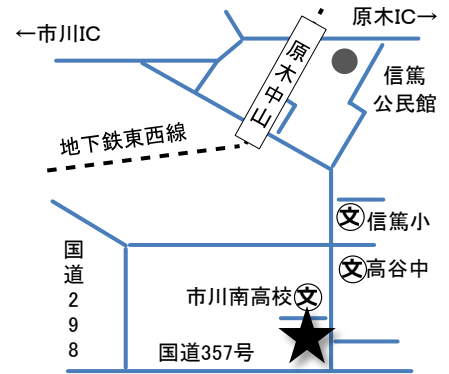 原木IC→
←市川IC
原木中山
信篤
公民館
地下鉄東西線
文 信篤小
文 高谷中
国道298
市川南高校 文
国道357号